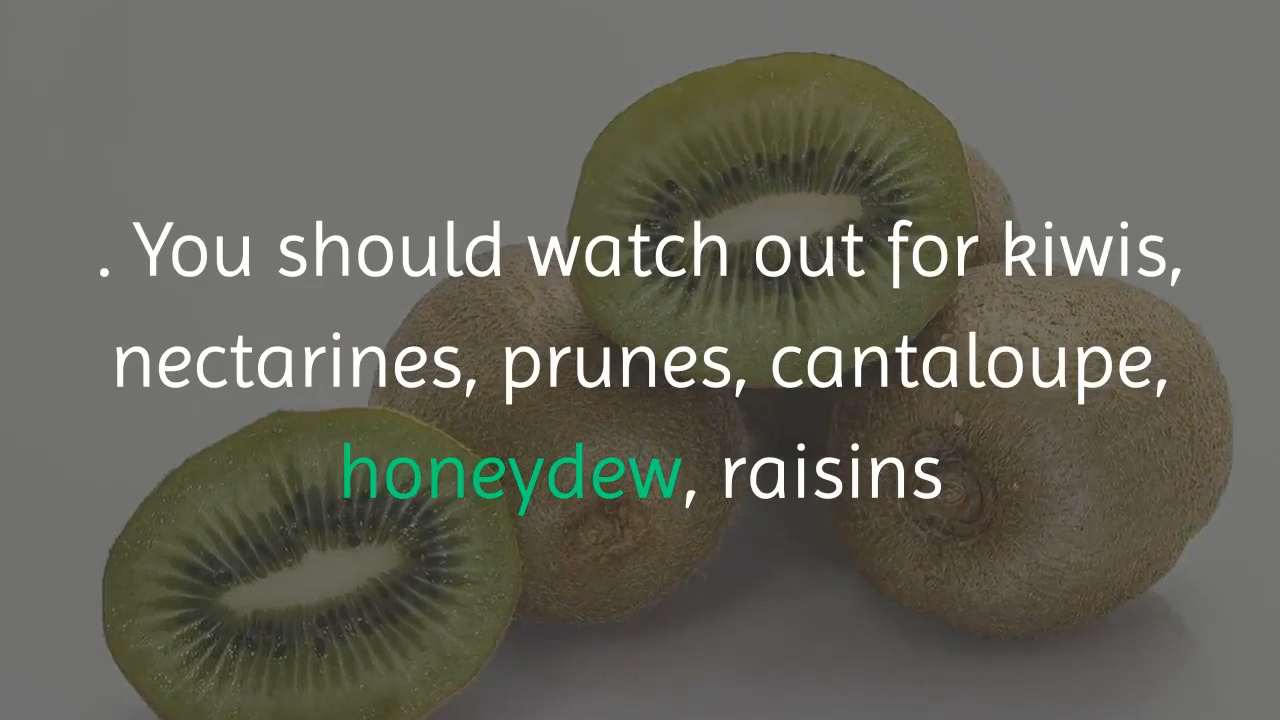 . You should watch out for kiwis,
nectarines, prunes, cantaloupe,
honeydew, raisins